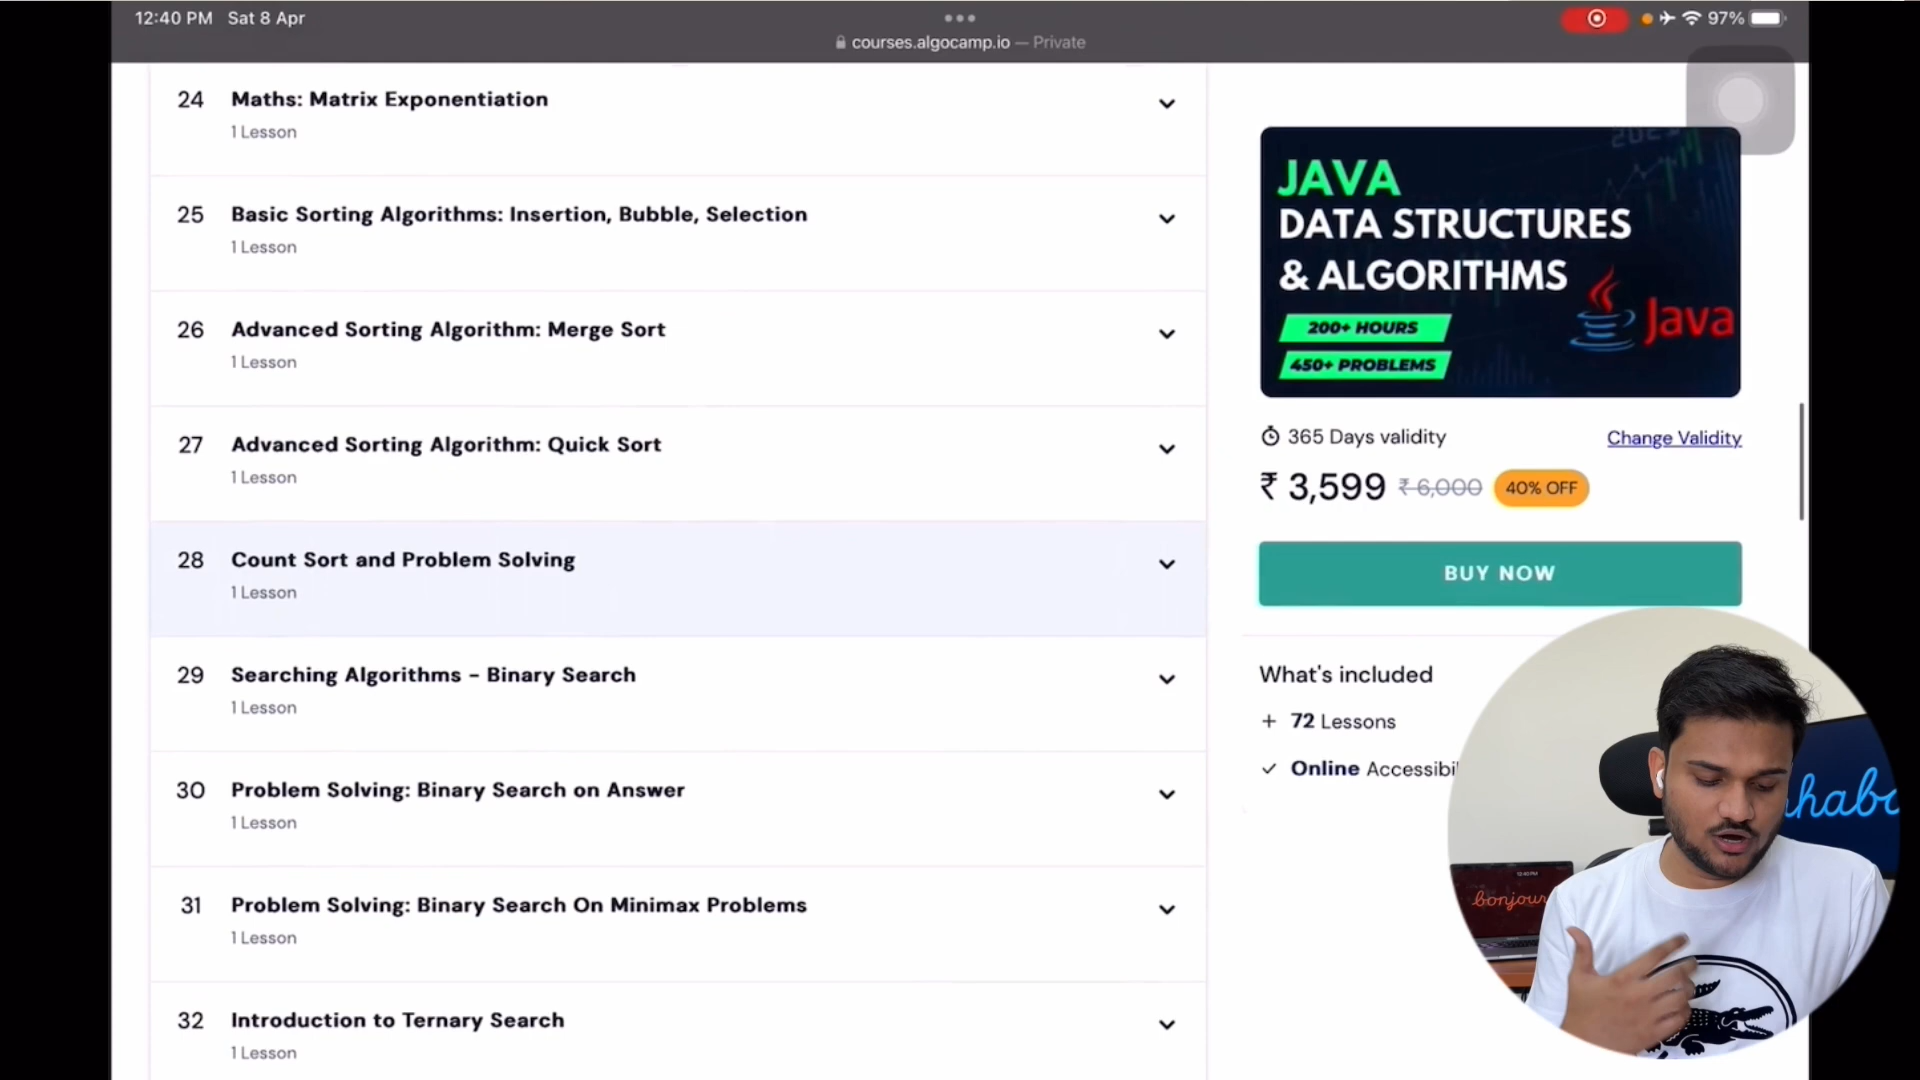 12:40 PM Sat 8 Apr
97%
courses.algocamp.io — Private
24 Maths: Matrix Exponentiation
1 Lesson
25 Basic Sorting Algorithms: Insertion, Bubble, Selection
1 Lesson
26 Advanced Sorting Algorithm: Merge Sort
1 Lesson
27 Advanced Sorting Algorithm: Quick Sort
1 Lesson
28 Count Sort and Problem Solving
1 Lesson
29 Searching Algorithms - Binary Search
1 Lesson
30 Problem Solving: Binary Search on Answer
1 Lesson
31 Problem Solving: Binary Search On Minimax Problems
1 Lesson
32 Introduction to Ternary Search
1 Lesson
JAVA
DATA STRUCTURES
& ALGORITHMS
200+ HOURS
450+ PROBLEMS
Java
365 Days validity
Change Validity
₹ 3,599 ₹ 6,000 40% OFF
BUY NOW
What's included
+ 72 Lessons
Online Accessibil
bonjour